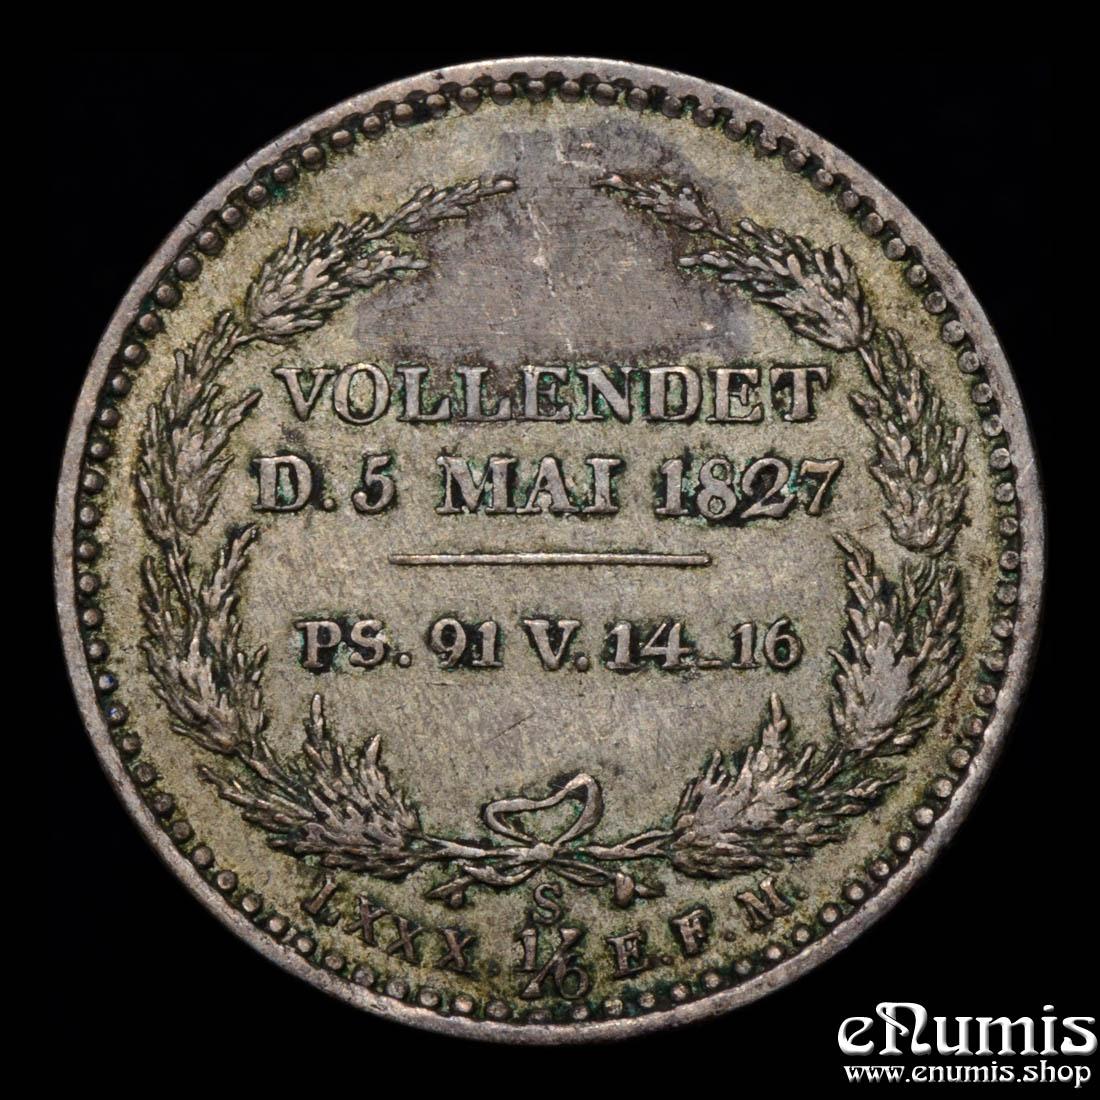 VOLLENDET
D. 5 MAI 1827
PS. 91 V. 14_16
LXXX. S 1/6 E. F. M.
eNumis
www.enumis.shop